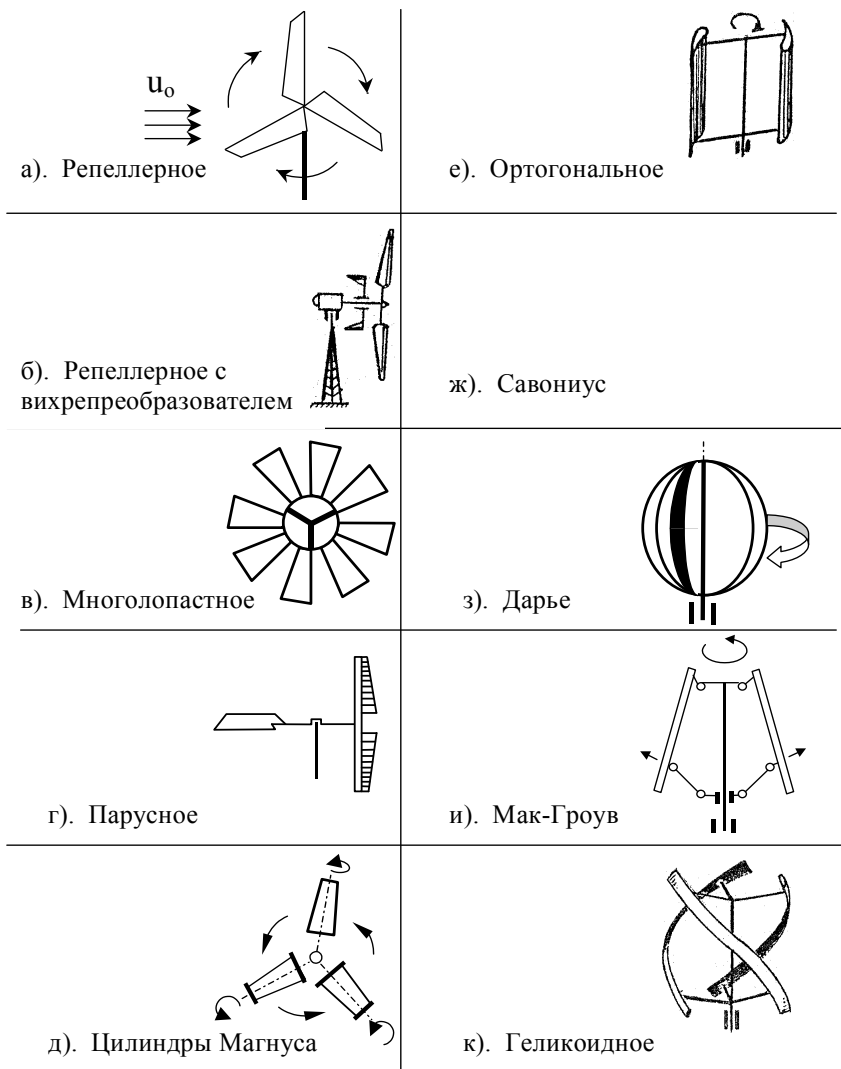 uₒ
а). Репеллерное
е). Ортогональное
б). Репеллерное с
вихрепреобразователем
ж). Савониус
в). Многолопастное
з). Дарье
г). Парусное
и). Мак-Гроув
д). Цилиндры Магнуса
к). Геликоидное